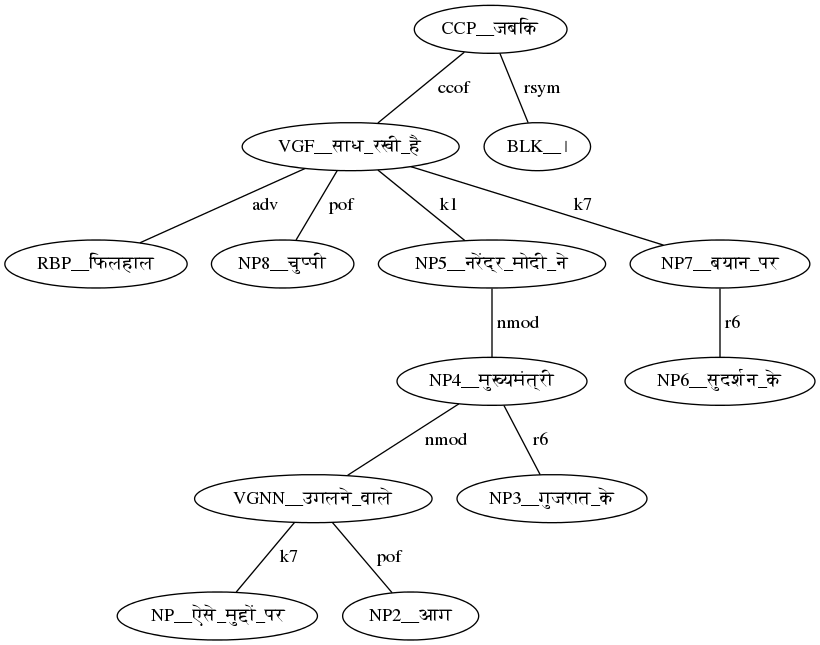 CCP__जबकि
ccof
rsym
VGF__साध_रखी_है
BLK__।
adv
pof
k1
k7
RBP__फिलहाल
NP8__चुप्पी
NP5__नरेंद्र_मोदी_ने
NP7__बयान_पर
nmod
r6
NP4__मुख्यमंत्री
NP6__सुदर्शन_के
nmod
r6
VGNN__उगलने_वाले
NP3__गुजरात_के
k7
pof
NP__ऐसे_मुद्दों_पर
NP2__आग